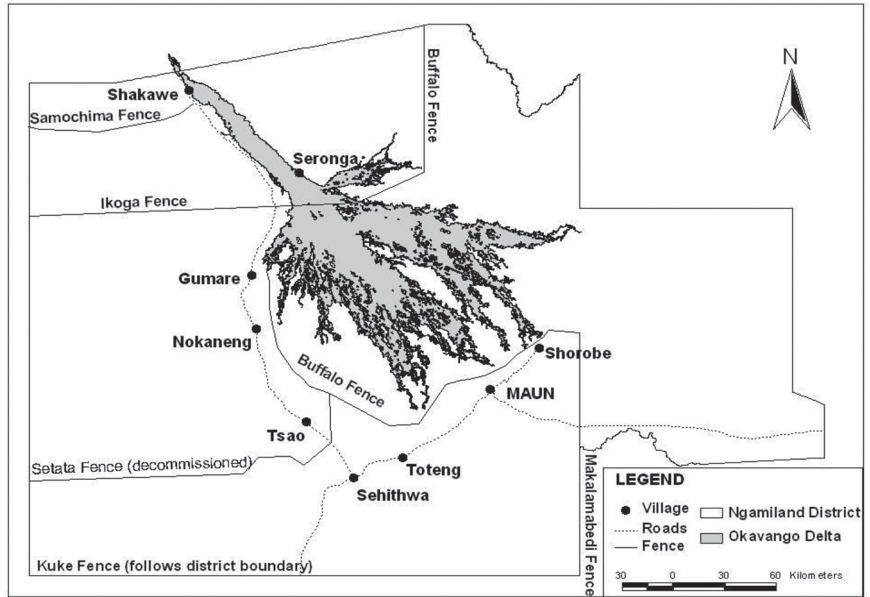 N
Shakawe
Samochima Fence
Buffalo Fence
Seronga
Ikoga Fence
Gumare
Nokaneng
Buffalo Fence
Shorobe
MAUN
Tsao
Setata Fence (decommissioned)
Toteng
Sehithwa
Makalamabedi Fence
Kuke Fence (follows district boundary)
LEGEND
Village
Ngamiland District
Roads
Okavango Delta
Fence
30 0 30 60 Kilometers